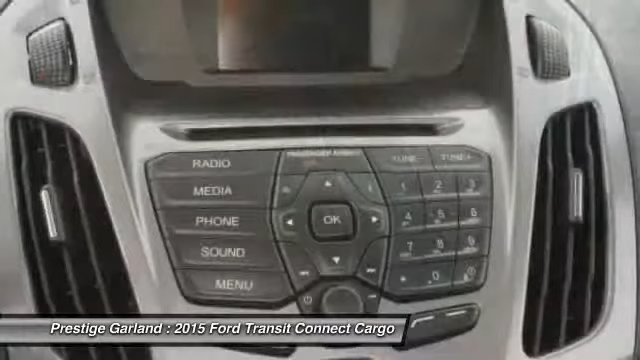 RADIO
MEDIA
PHONE
SOUND
MENU
OK
TUNE-
TUNE+
1 2 3
4 5 6
7 8 9
* 0
Prestige Garland : 2015 Ford Transit Connect Cargo